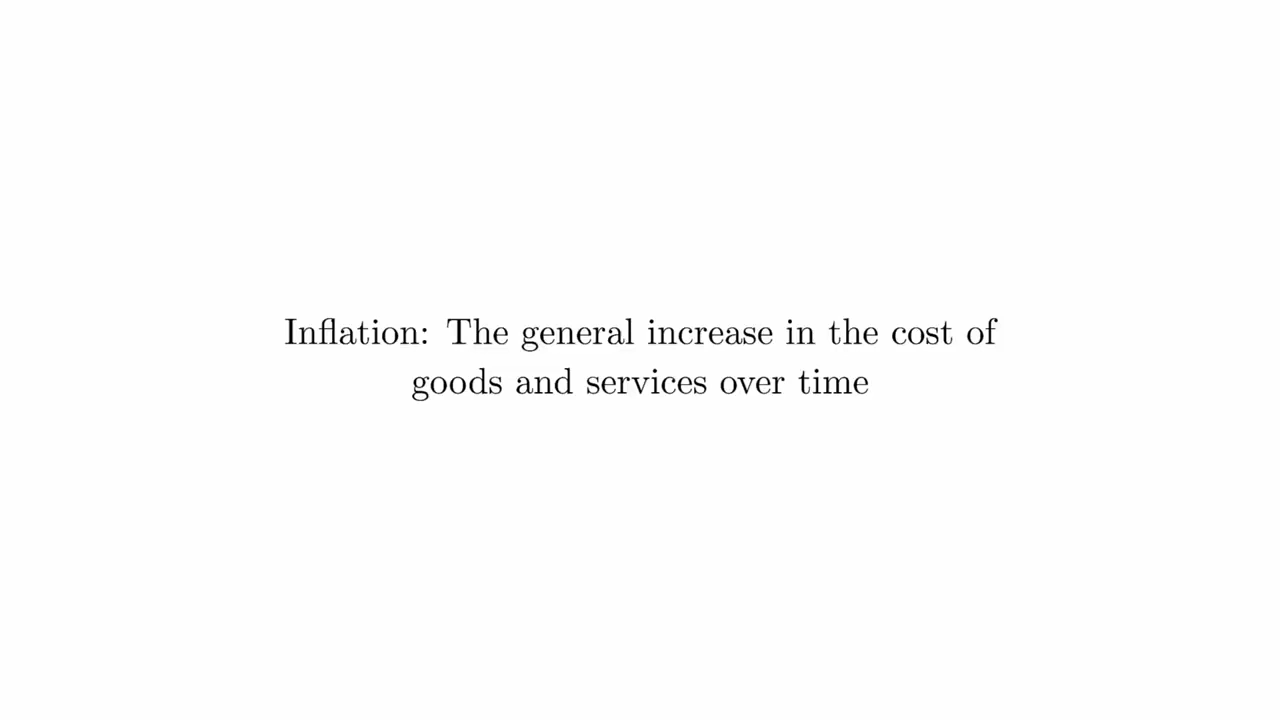 Inflation: The general increase in the cost of
goods and services over time